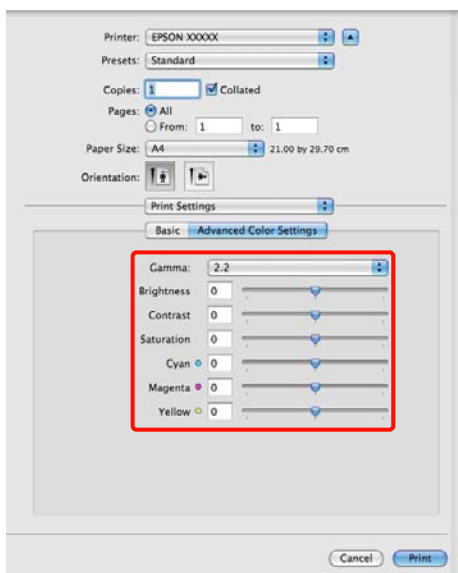 Printer: EPSON XXXXX
Presets: Standard
Copies: 1 Collated
Pages: All
From: 1 to: 1
Paper Size: A4 21.00 by 29.70 cm
Orientation:
Print Settings
Basic Advanced Color Settings
Gamma: 2.2
Brightness 0
Contrast 0
Saturation 0
Cyan 0
Magenta 0
Yellow 0
Cancel Print